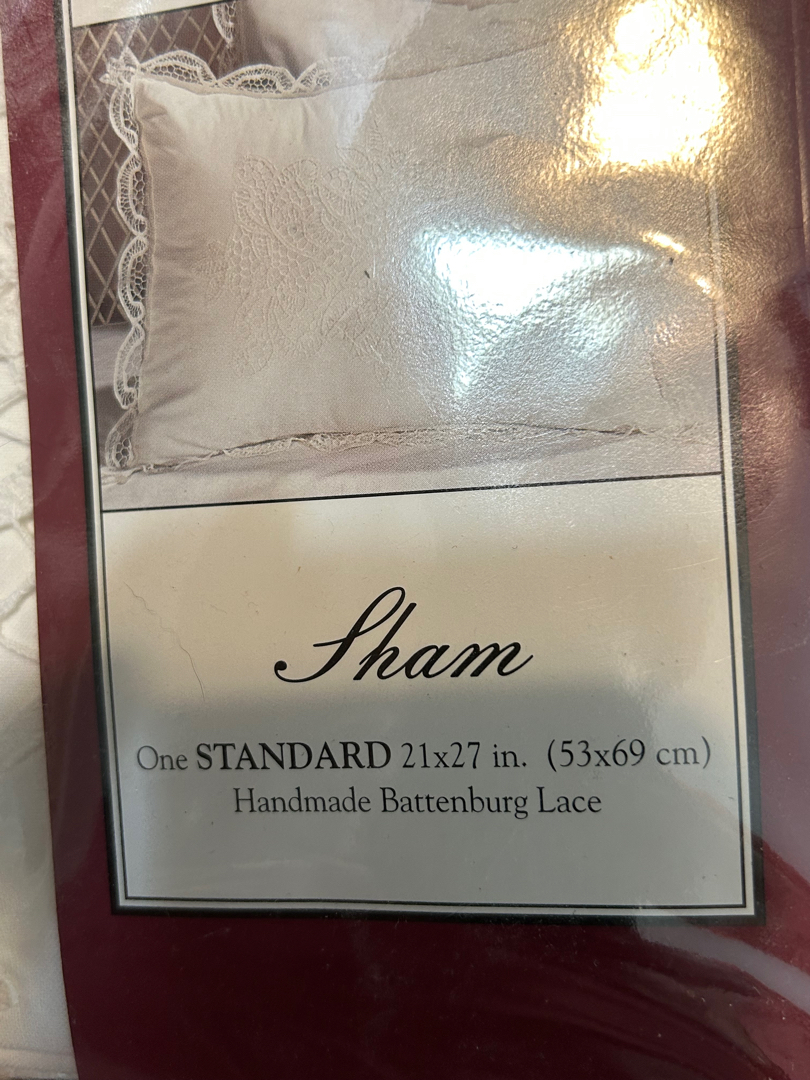 Sham
One STANDARD 21x27 in. (53x69 cm)
Handmade Battenburg Lace